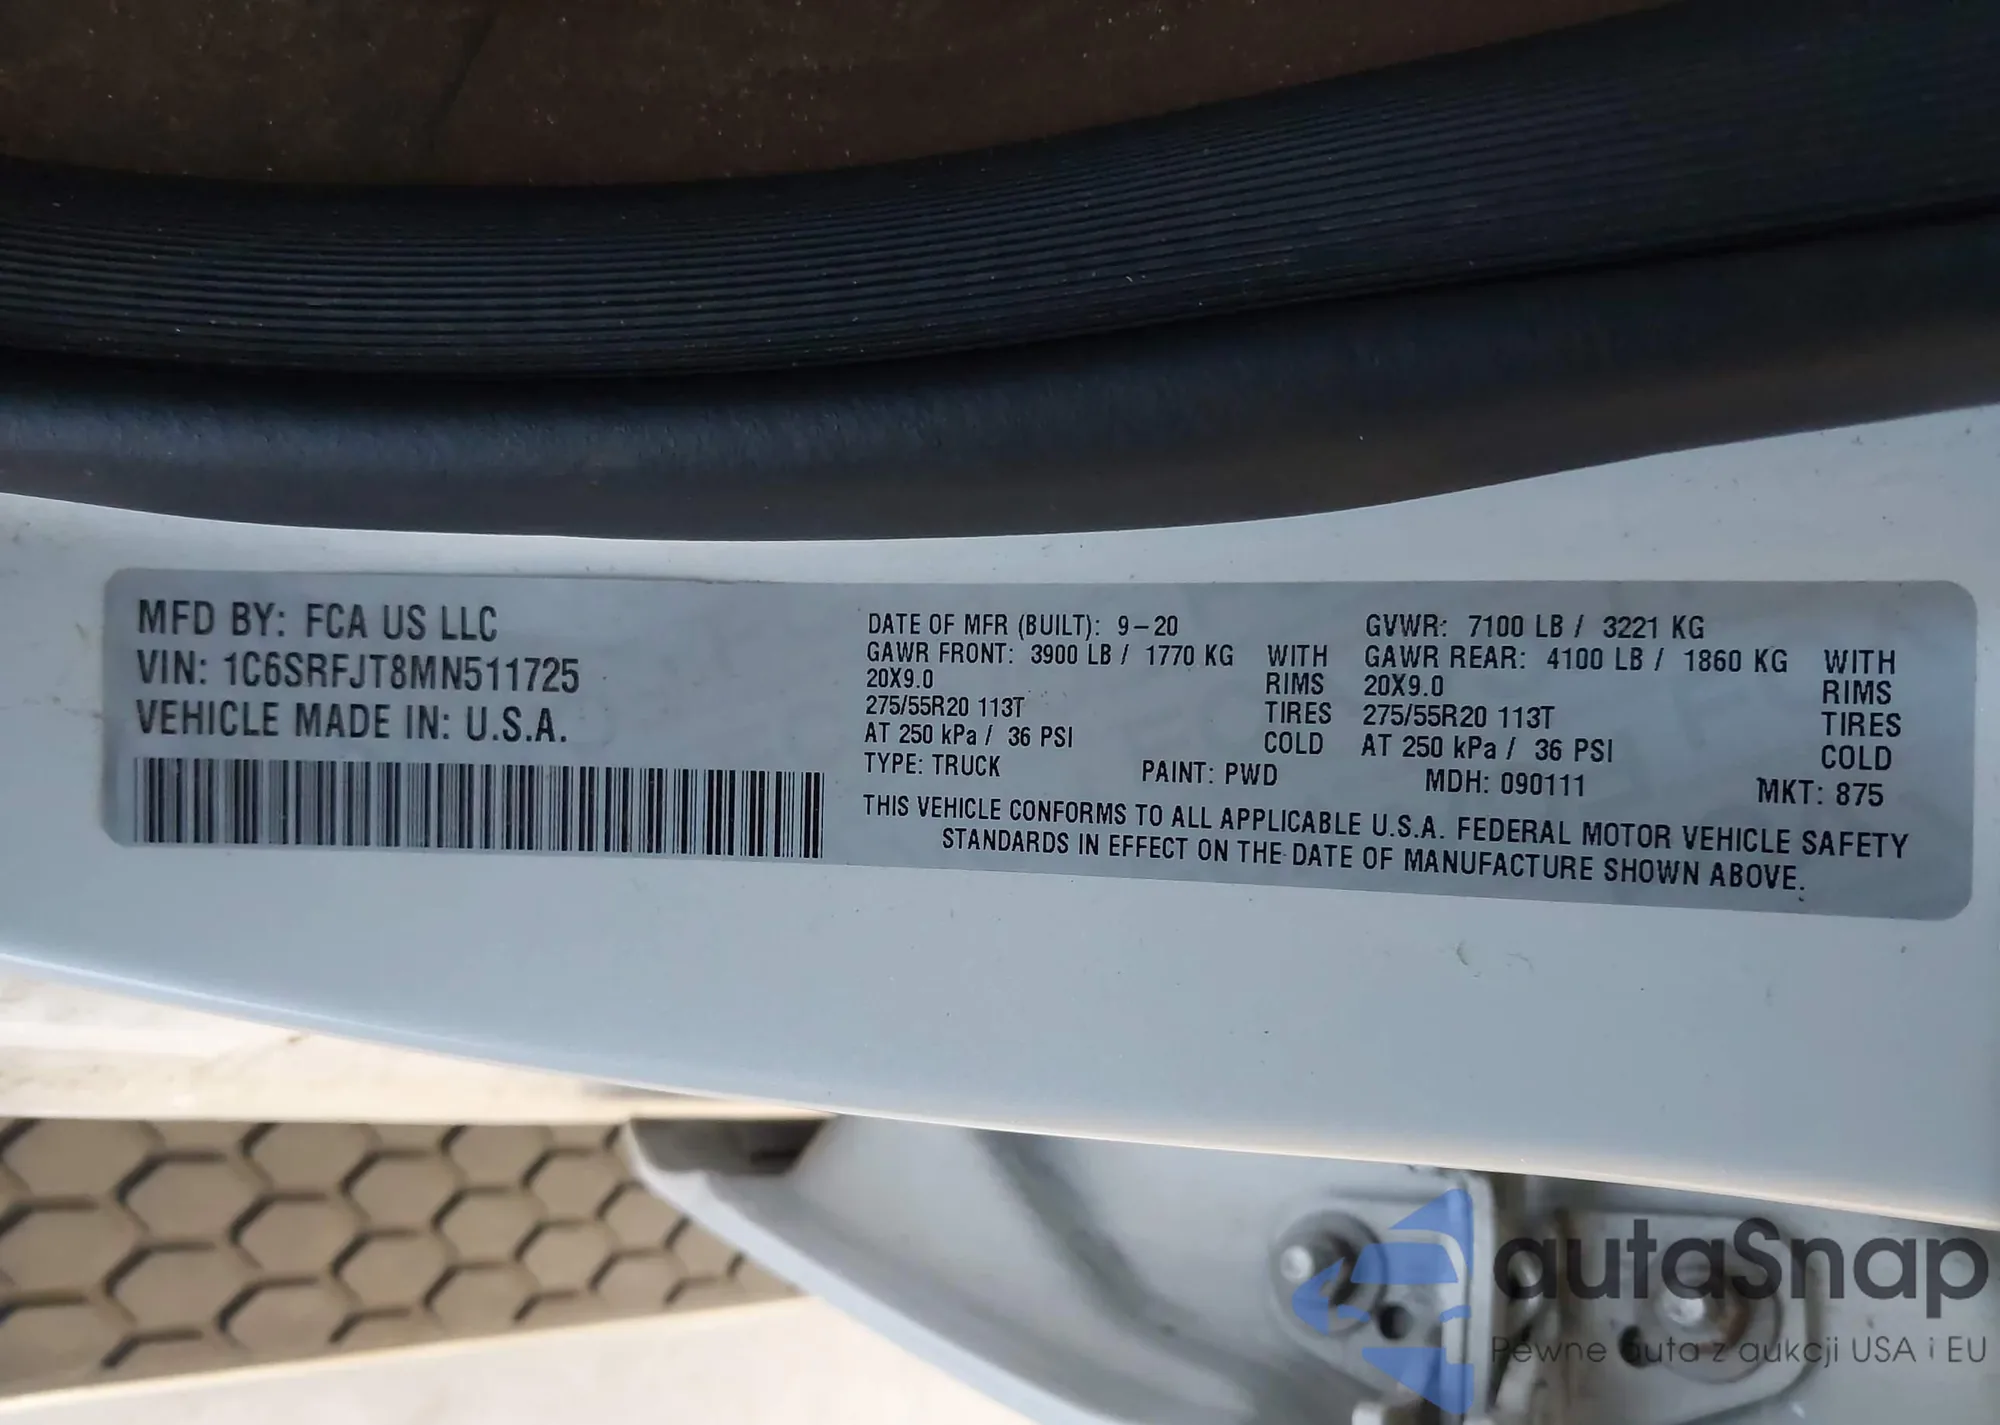 MFD BY: FCA US LLC
VIN: 1C6SRFJT8MN511725
VEHICLE MADE IN: U.S.A.
DATE OF MFR (BUILT): 9-20 GVWR: 7100 LB / 3221 KG
GAWR FRONT: 3900 LB / 1770 KG WITH GAWR REAR: 4100 LB / 1860 KG WITH
20X9.0 RIMS 20X9.0 RIMS
275/55R20 113T TIRES 275/55R20 113T TIRES
AT 250 kPa / 36 PSI COLD AT 250 kPa / 36 PSI COLD
TYPE: TRUCK PAINT: PWD MDH: 090111 MKT: 875
THIS VEHICLE CONFORMS TO ALL APPLICABLE U.S.A. FEDERAL MOTOR VEHICLE SAFETY
STANDARDS IN EFFECT ON THE DATE OF MANUFACTURE SHOWN ABOVE.
autaSnap
Pewne auta z aukcji USA i EU